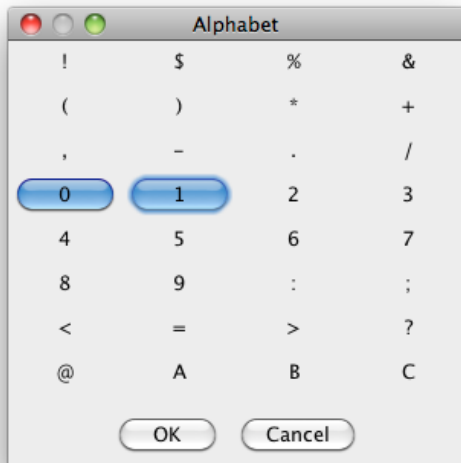 Alphabet
! $ % &
( ) * +
, - . /
0 1 2 3
4 5 6 7
8 9 : ;
< = > ?
@ A B C
OK Cancel